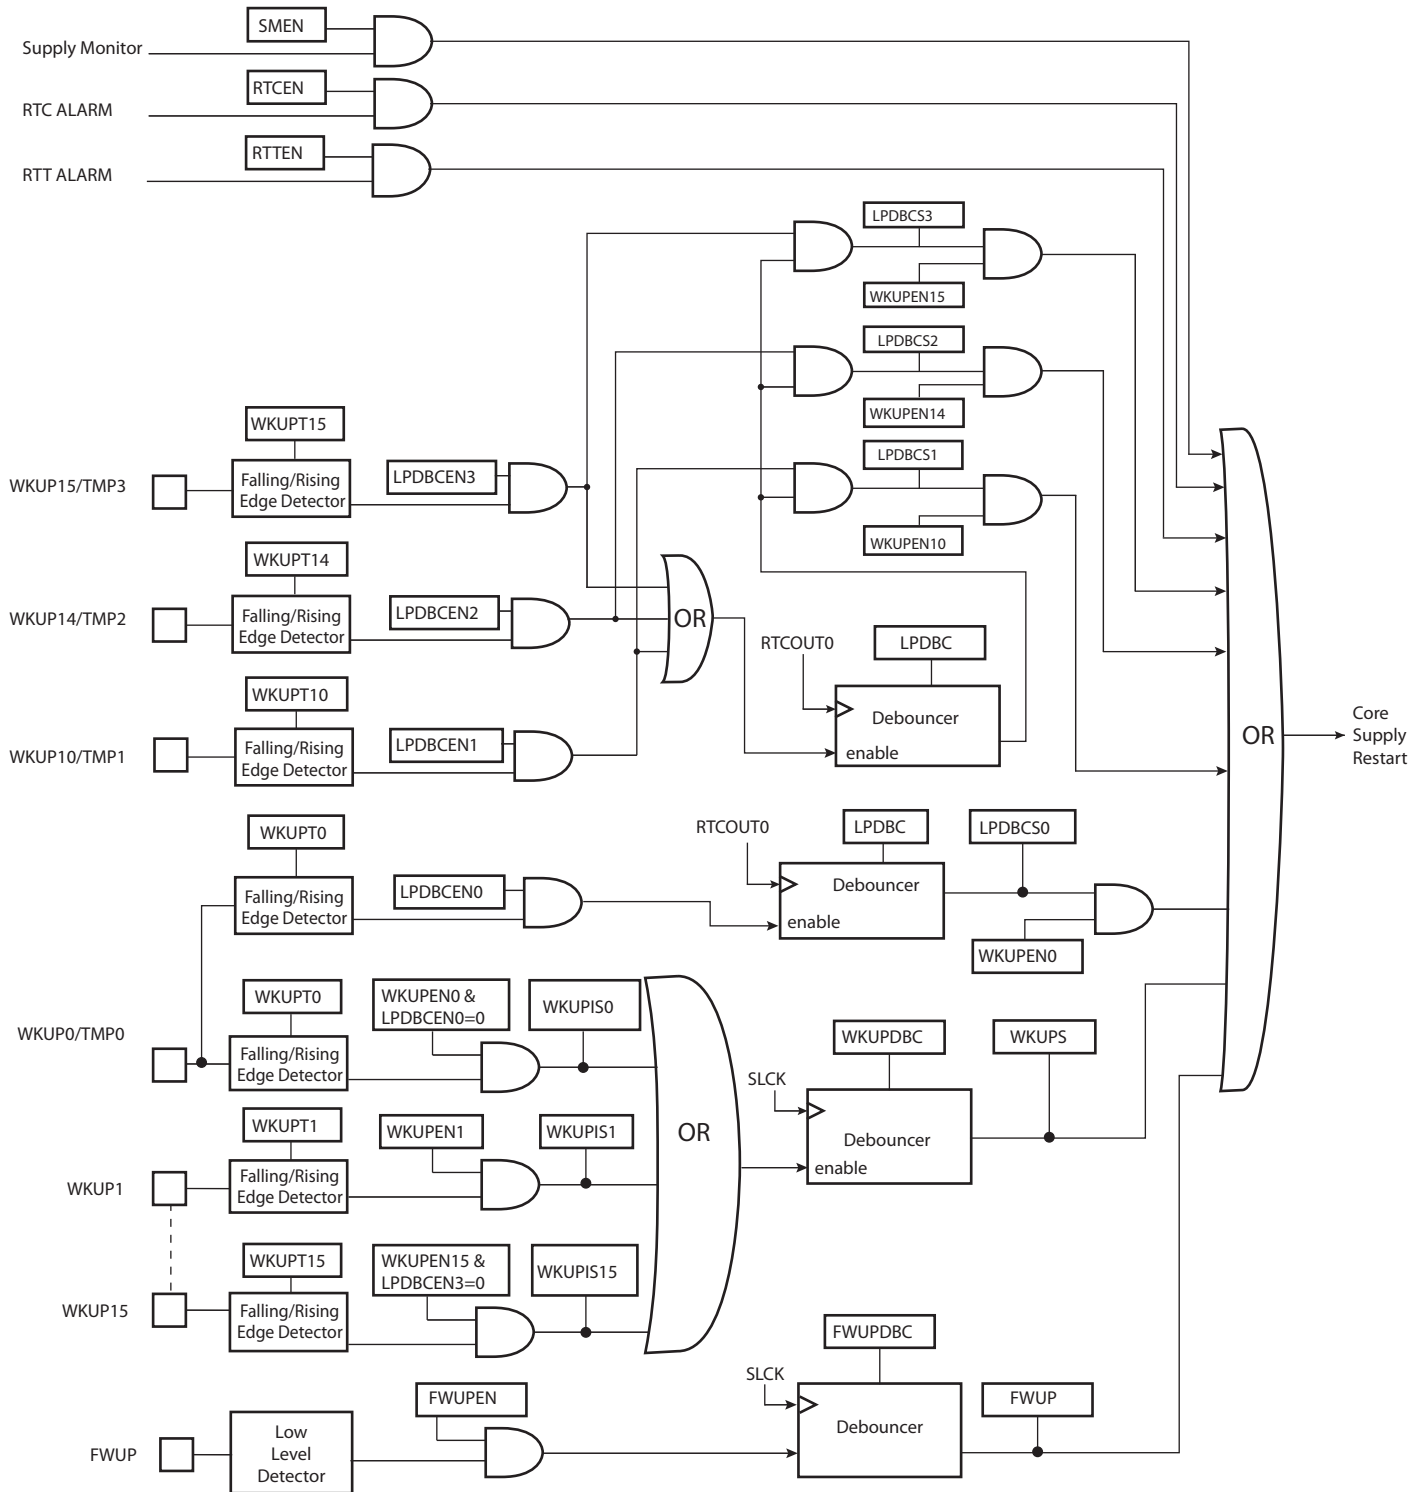 SMEN
Supply Monitor
RTCEN
RTC ALARM
RTTEN
RTT ALARM
LPDBCS3
WKUPEN15
LPDBCS2
WKUPEN14
LPDBCS1
WKUPEN10
WKUPT15
WKUP15/TMP3
Falling/Rising
Edge Detector
LPDBCEN3
WKUPT14
WKUP14/TMP2
Falling/Rising
Edge Detector
LPDBCEN2
OR
RTCOUT0
LPDBC
Debouncer
enable
WKUPT10
WKUP10/TMP1
Falling/Rising
Edge Detector
LPDBCEN1
OR
Core
Supply
Restart
WKUPT0
Falling/Rising
Edge Detector
LPDBCEN0
RTCOUT0
LPDBC
Debouncer
enable
LPDBCS0
WKUPEN0
WKUP0/TMP0
WKUPT0
Falling/Rising
Edge Detector
WKUPEN0 &
LPDBCEN0=0
WKUPIS0
WKUPDBC
WKUPS
SLCK
Debouncer
enable
OR
WKUPT1
WKUP1
Falling/Rising
Edge Detector
WKUPEN1
WKUPIS1
WKUPT15
WKUP15
Falling/Rising
Edge Detector
WKUPEN15 &
LPDBCEN3=0
WKUPIS15
FWUPDBC
SLCK
Debouncer
FWUP
FWUPEN
FWUP
Low
Level
Detector